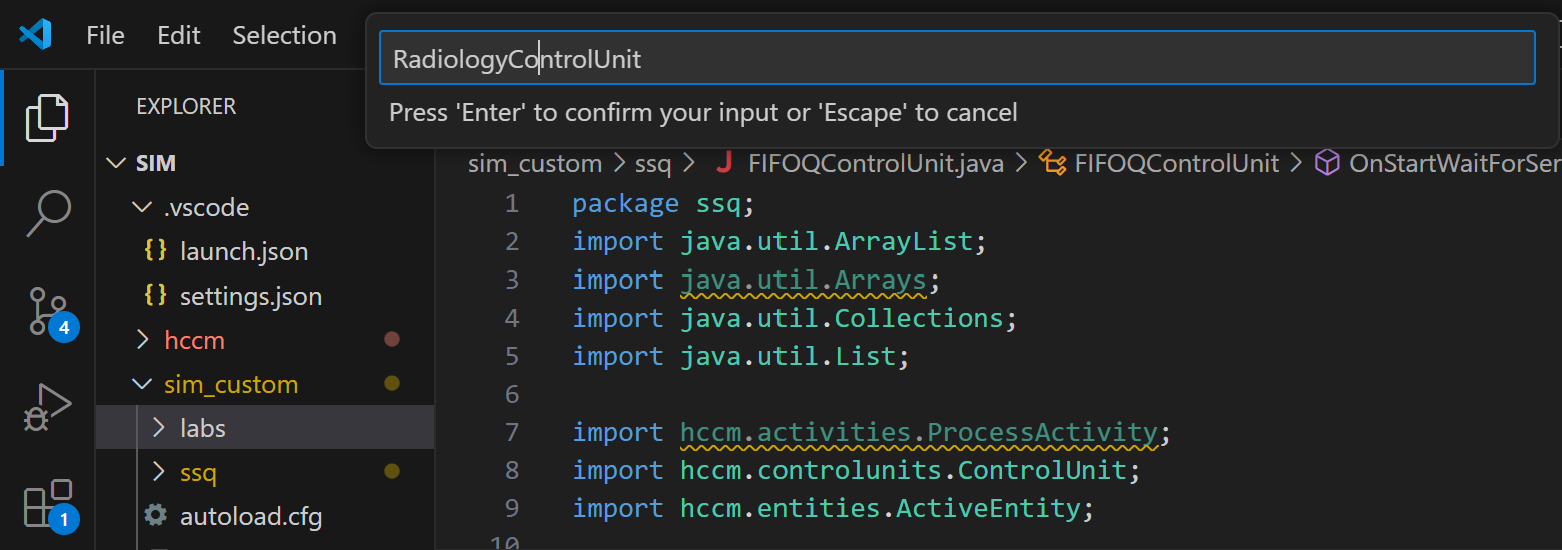 File Edit Selection
RadiologyControlUnit
Press 'Enter' to confirm your input or 'Escape' to cancel
EXPLORER
SIM
.vscode
{} launch.json
{} settings.json
hccm
sim_custom
labs
ssq
autoload.cfg
4
1
sim_custom > ssq > J FIFOQControlUnit.java > FIFOQControlUnit > OnStartWaitForSer
1 package ssq;
2 import java.util.ArrayList;
3 import java.util.Arrays;
4 import java.util.Collections;
5 import java.util.List;
6
7 import hccm.activities.ProcessActivity;
8 import hccm.controlunits.ControlUnit;
9 import hccm.entities.ActiveEntity;
10